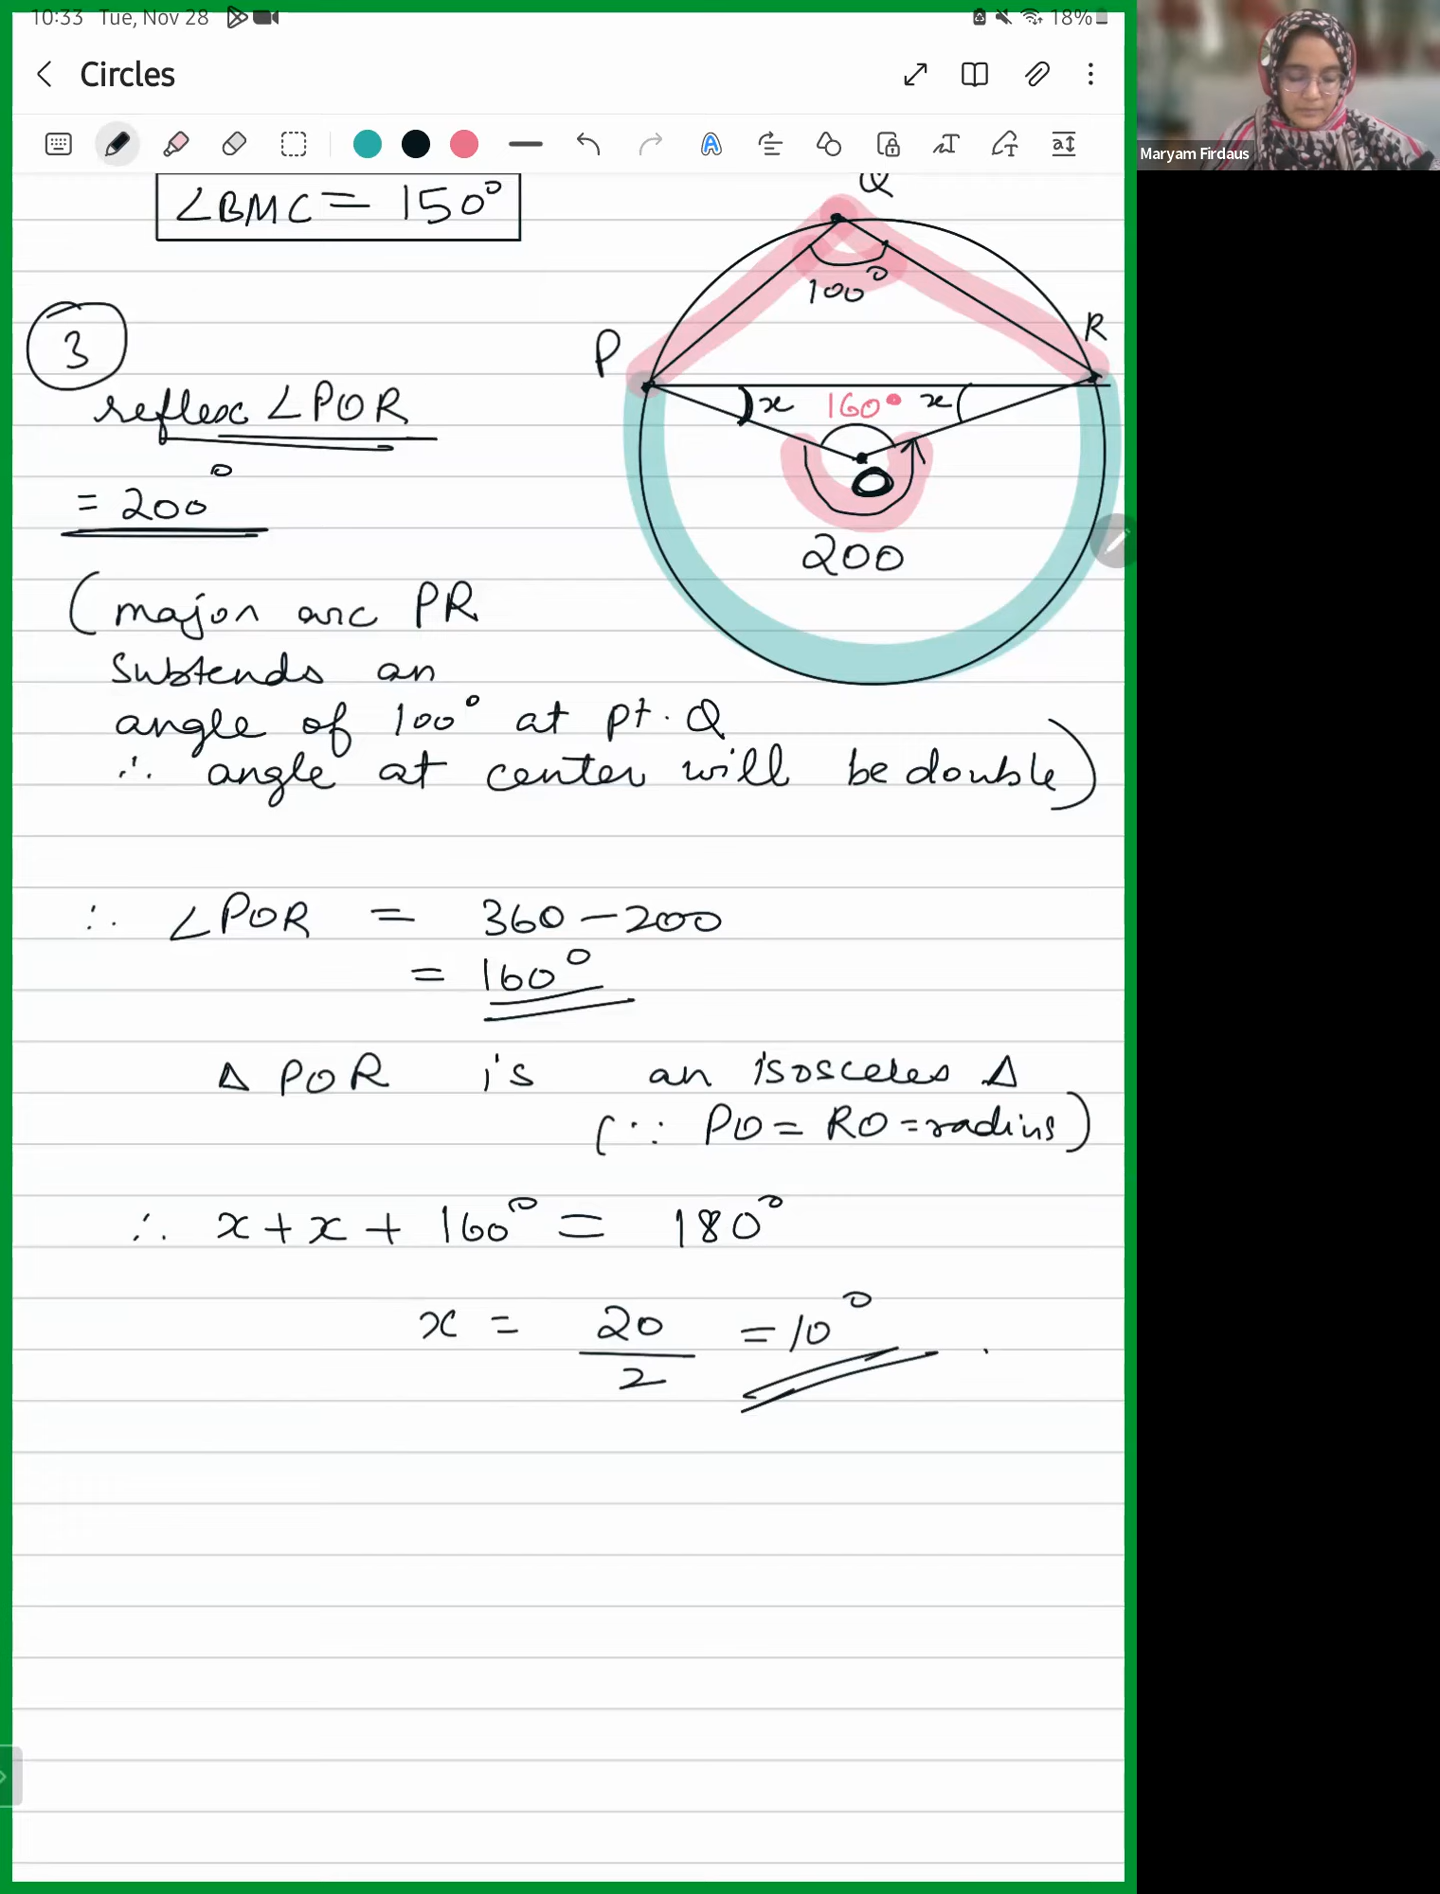 10:33 Tue, Nov 28 18%
Circles
Maryam Firdaus
∠BMC = 150°
Q
100°
P
R
x 160° x
O
200
3
reflex ∠POR
= 200°
(major arc PR
subtends an
angle of 100° at pt. Q
∴ angle at center will be double)
∴ ∠POR = 360 - 200
= 160°
Δ POR is an isosceles Δ
(∵ PO = RO = radius)
∴ x + x + 160° = 180°
x = 20/2 = 10°